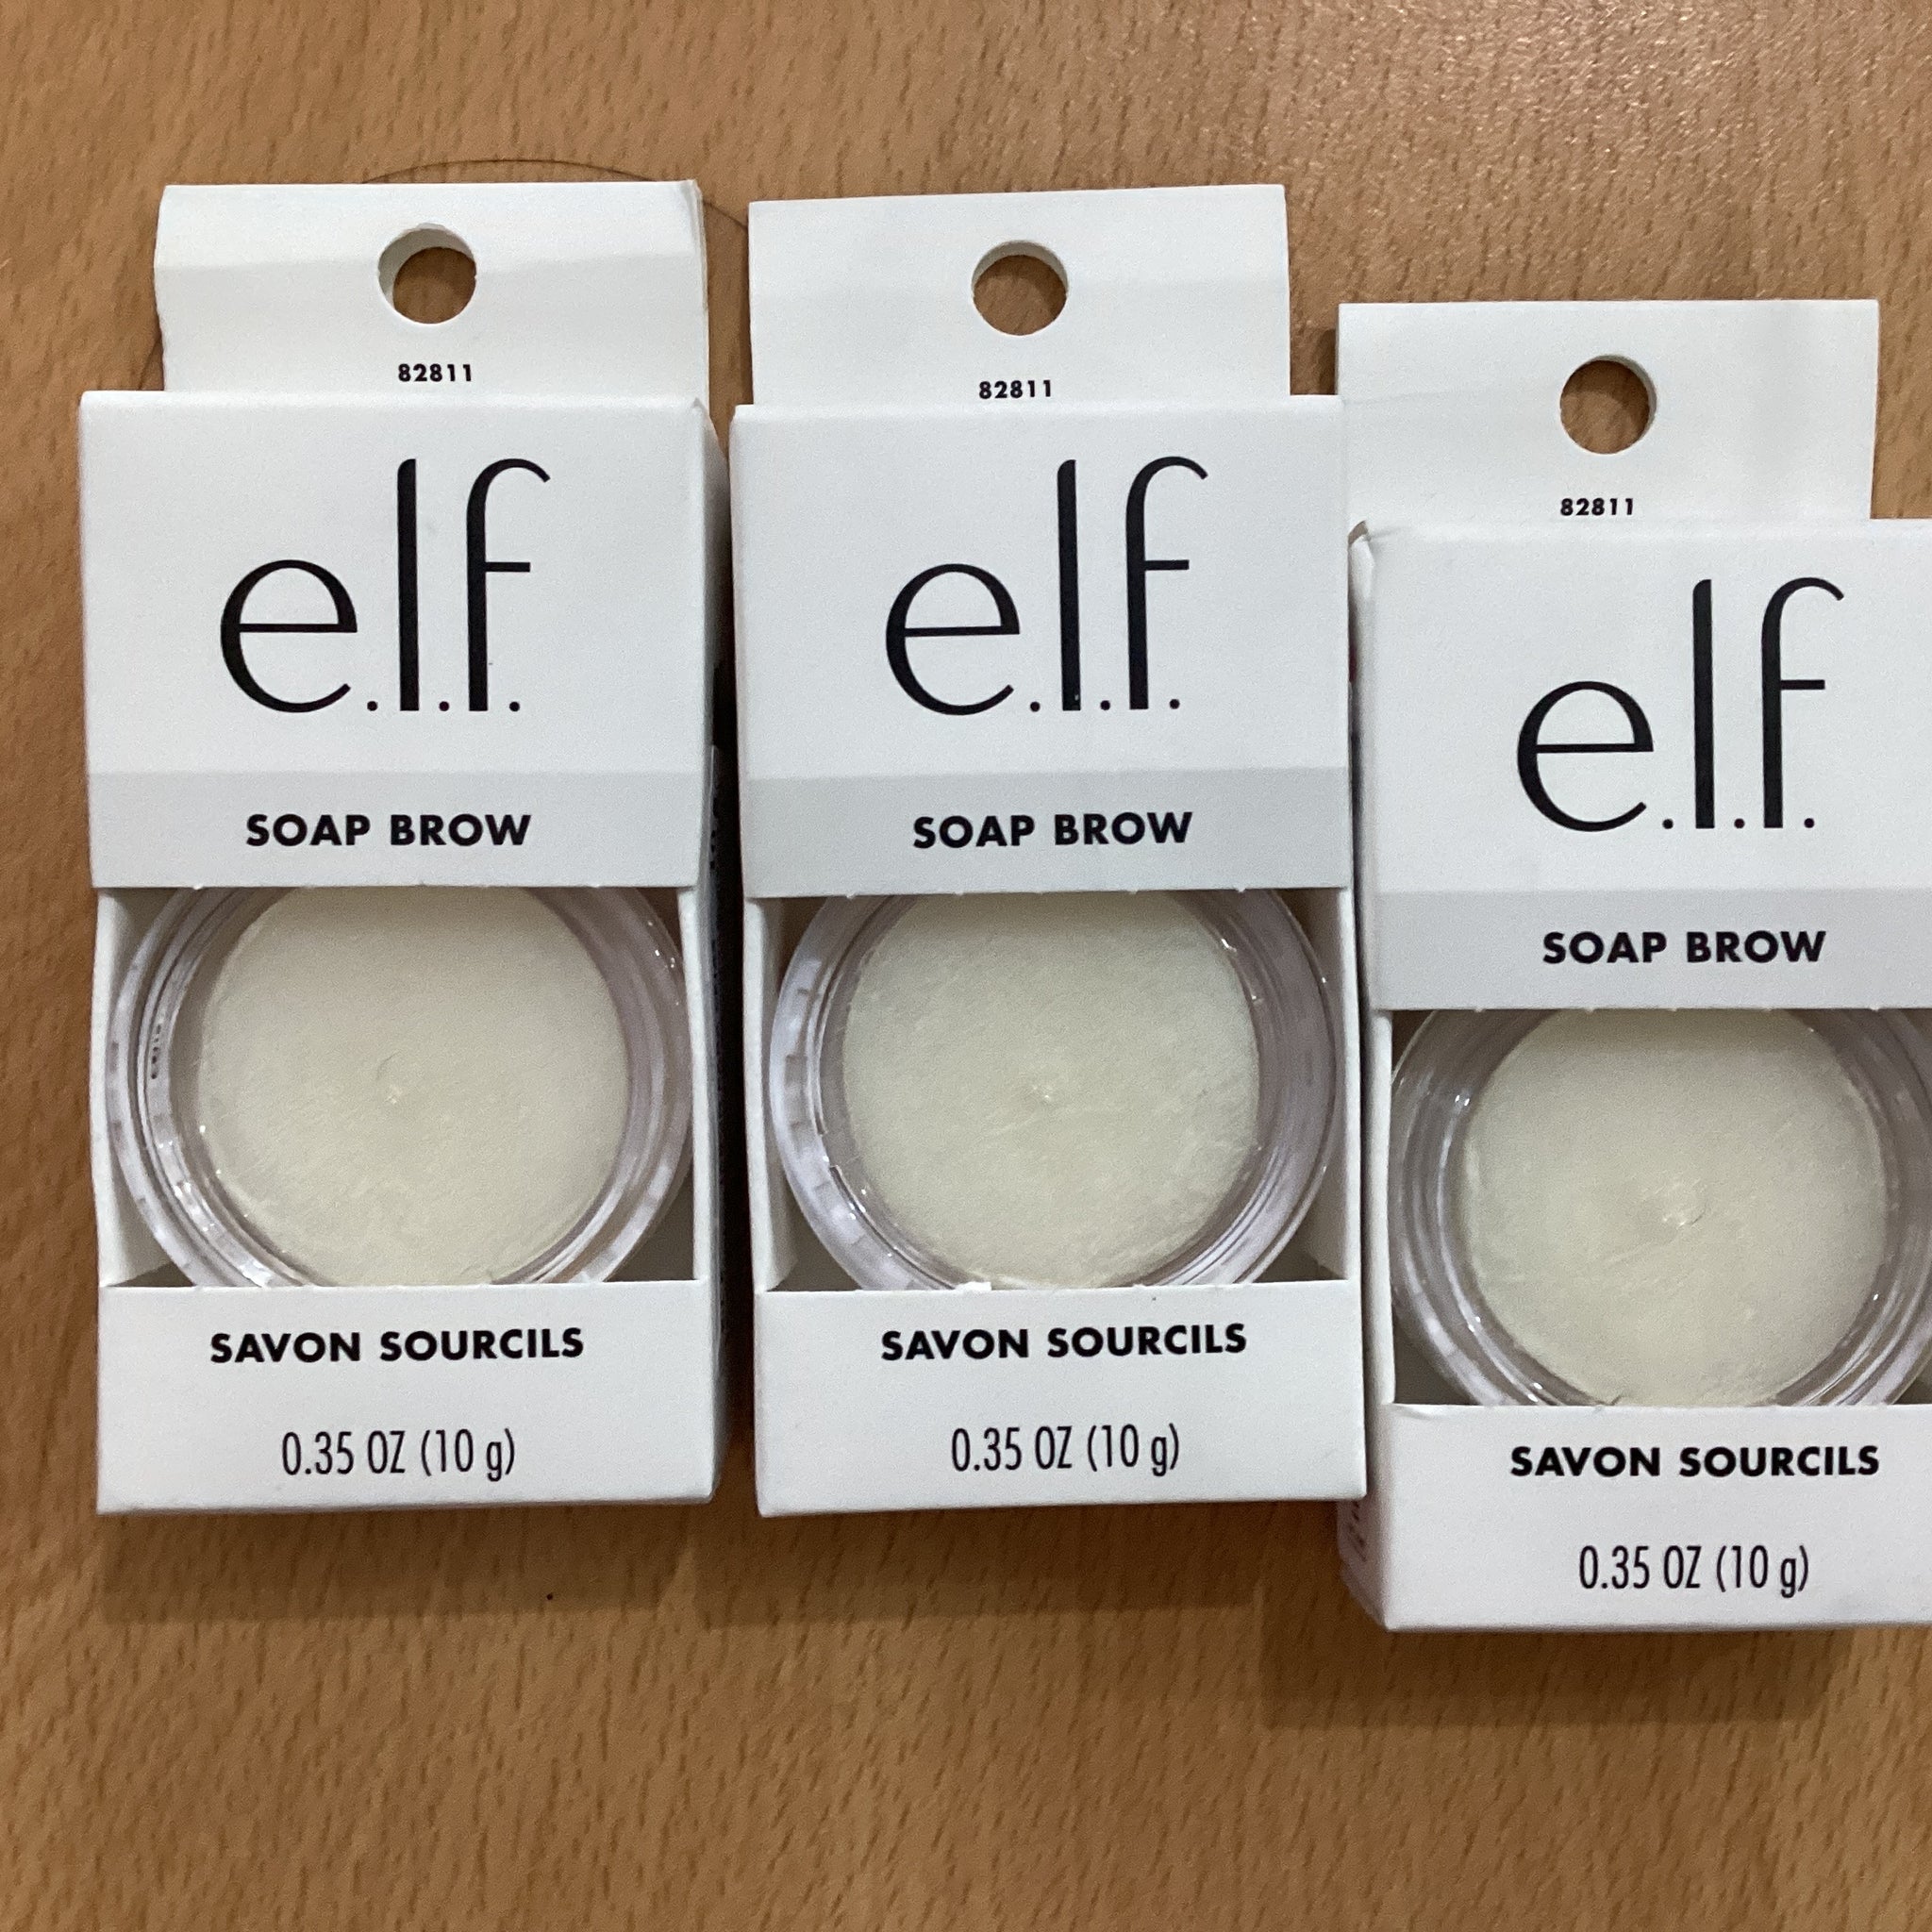 82811
e.l.f.
SOAP BROW
SAVON SOURCILS
0.35 OZ (10 g)
82811
e.l.f.
SOAP BROW
SAVON SOURCILS
0.35 OZ (10 g)
82811
e.l.f.
SOAP BROW
SAVON SOURCILS
0.35 OZ (10 g)